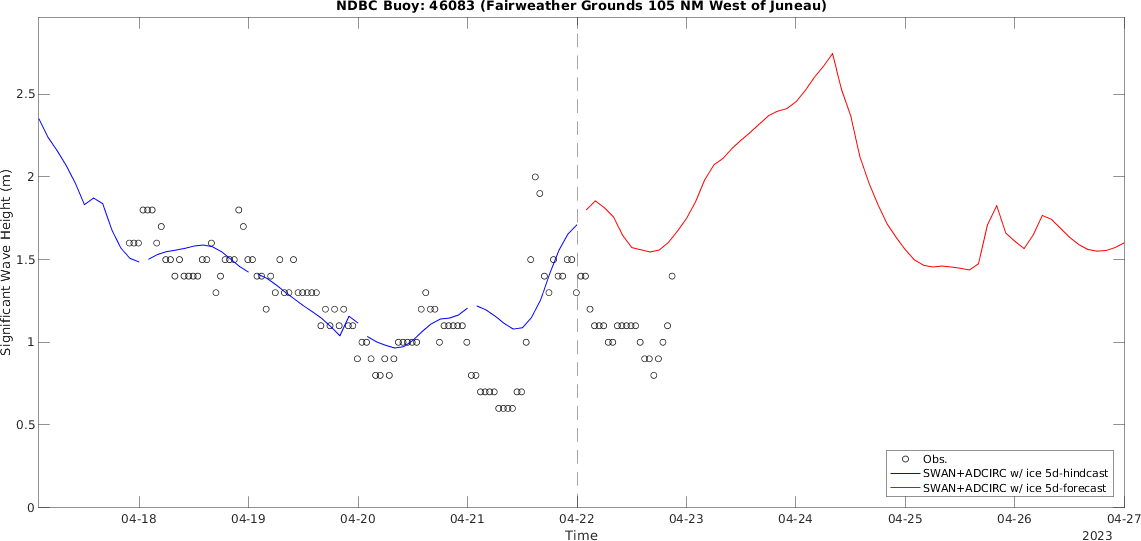 NDBC Buoy: 46083 (Fairweather Grounds 105 NM West of Juneau)
Significant Wave Height (m)
2.5
2
1.5
1
0.5
0
Obs.
SWAN+ADCIRC w/ ice 5d-hindcast
SWAN+ADCIRC w/ ice 5d-forecast
04-18 04-19 04-20 04-21 04-22 04-23 04-24 04-25 04-26 04-27
Time
2023